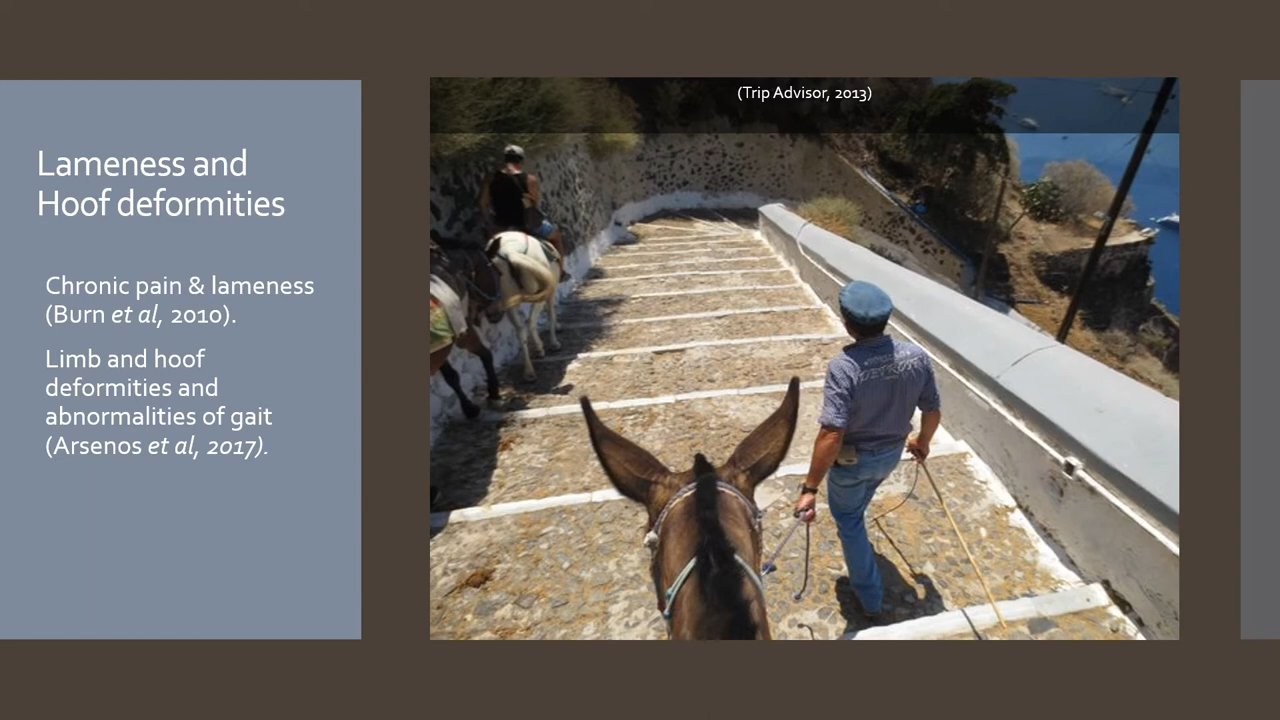 Lameness and
Hoof deformities
Chronic pain & lameness
(Burn et al, 2010).
Limb and hoof
deformities and
abnormalities of gait
(Arsenos et al, 2017).
(Trip Advisor, 2013)
DETROIT